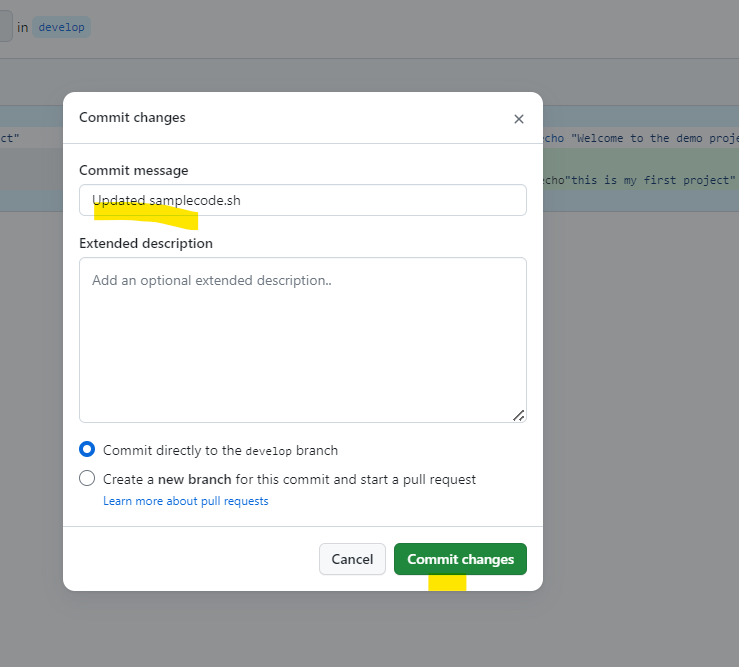 in develop
Commit changes
ct"
echo "Welcome to the demo proje
Commit message
Updated samplecode.sh
echo"this is my first project"
Extended description
Add an optional extended description..
Commit directly to the develop branch
Create a new branch for this commit and start a pull request
Learn more about pull requests
Cancel
Commit changes